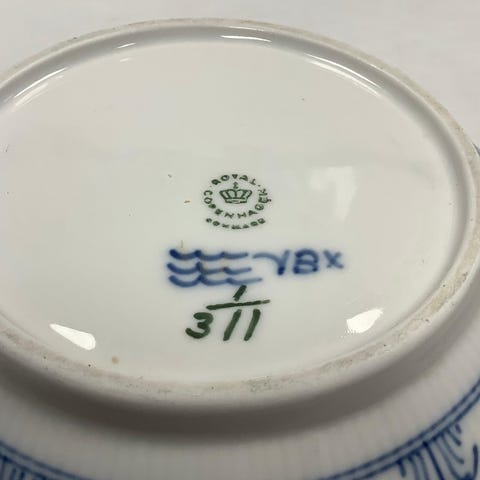 ROYAL
COPENHAGEN
DENMARK
VBX
1
311